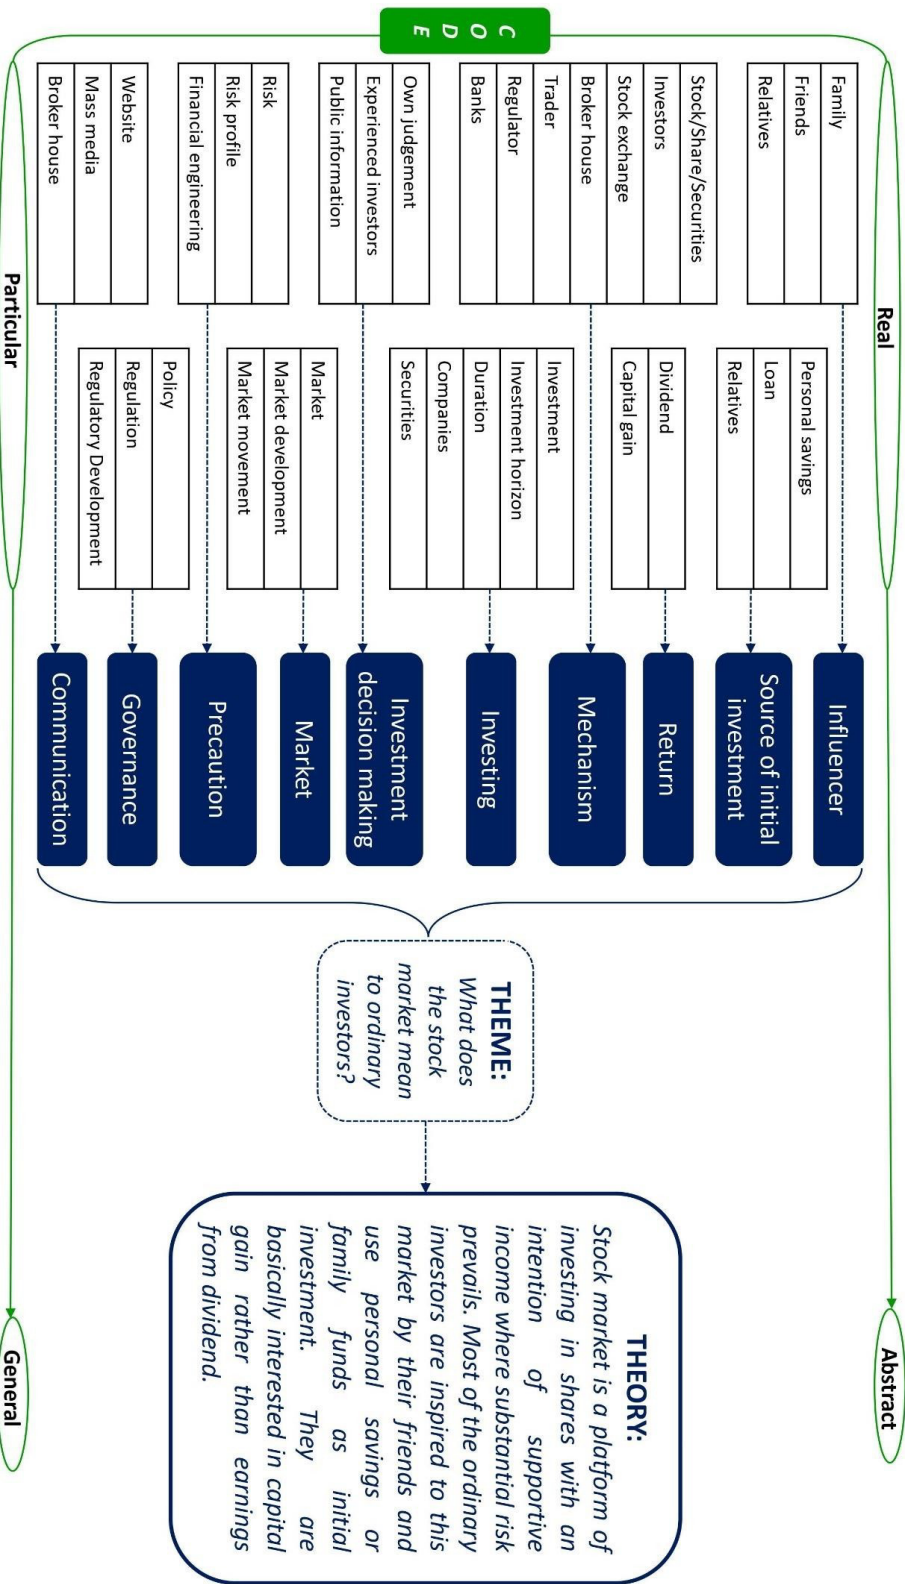 C
O
D
E
Real
Abstract
Family
Friends
Relatives
Influencer
Personal savings
Loan
Relatives
Source of initial
investment
Dividend
Capital gain
Return
Stock/Share/Securities
Investors
Stock exchange
Broker house
Trader
Regulator
Banks
Mechanism
Investment
Investment horizon
Duration
Companies
Securities
Investing
Own judgement
Experienced investors
Public information
Investment
decision making
Market
Market development
Market movement
Market
Risk
Risk profile
Financial engineering
Precaution
Policy
Regulation
Regulatory Development
Governance
Website
Mass media
Broker house
Communication
THEME:
What does
the stock
market mean
to ordinary
investors?
THEORY:
Stock market is a platform of
investing in shares with an
intention of supportive
income where substantial risk
prevails. Most of the ordinary
investors are inspired to this
market by their friends and
use personal savings or
family funds as initial
investment. They are
basically interested in capital
gain rather than earnings
from dividend.
Particular
General